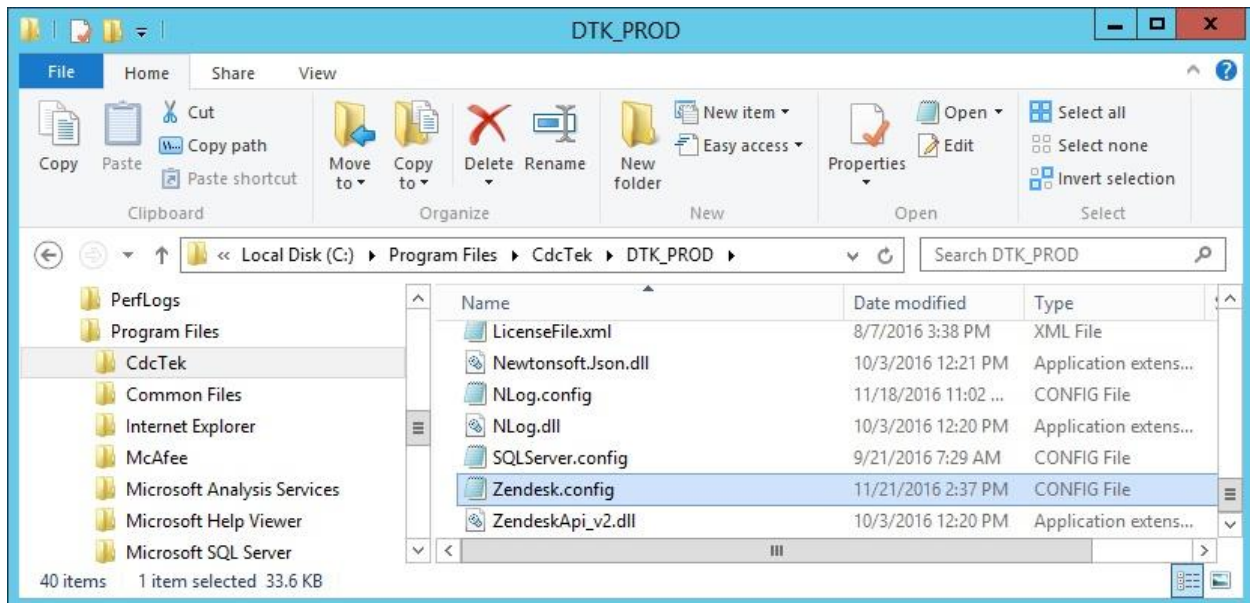 DTK_PROD
File Home Share View
Copy
Paste
Cut
Copy path
Paste shortcut
Clipboard
Move to
Copy to
Delete
Rename
Organize
New folder
New item
Easy access
New
Properties
Open
Edit
Open
Select all
Select none
Invert selection
Select
« Local Disk (C:) Program Files CdcTek DTK_PROD
Search DTK_PROD
PerfLogs
Program Files
CdcTek
Common Files
Internet Explorer
McAfee
Microsoft Analysis Services
Microsoft Help Viewer
Microsoft SQL Server
Name Date modified Type
LicenseFile.xml 8/7/2016 3:38 PM XML File
Newtonsoft.Json.dll 10/3/2016 12:21 PM Application extens...
NLog.config 11/18/2016 11:02 ... CONFIG File
NLog.dll 10/3/2016 12:20 PM Application extens...
SQLServer.config 9/21/2016 7:29 AM CONFIG File
Zendesk.config 11/21/2016 2:37 PM CONFIG File
ZendeskApi_v2.dll 10/3/2016 12:20 PM Application extens...
40 items 1 item selected 33.6 KB